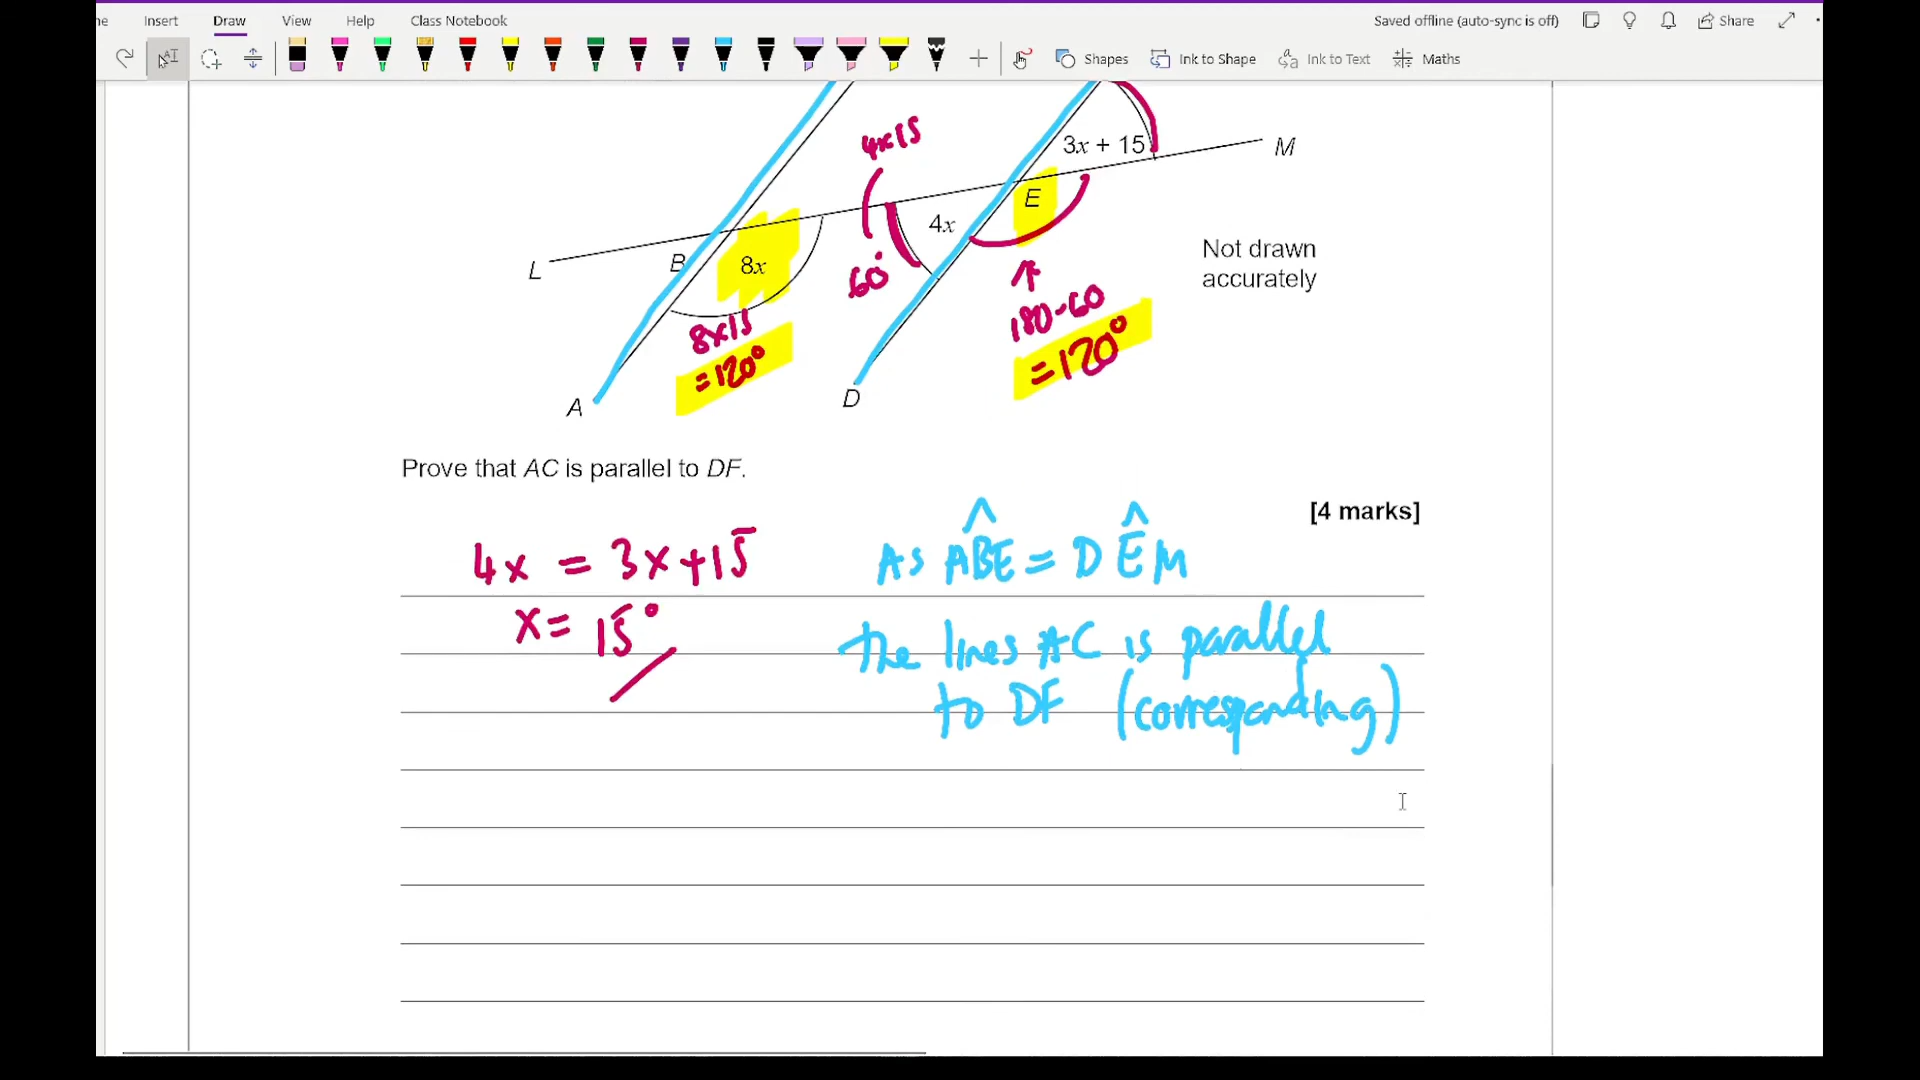 ne Insert Draw View Help Class Notebook Saved offline (auto-sync is off) Share
Shapes Ink to Shape Ink to Text Maths
3x + 15 M
4x15
E
4x
L B 8x
60°
Not drawn
accurately
8x15
= 120°
180-60
= 120°
A D
Prove that AC is parallel to DF.
[4 marks]
4x = 3x+15
x = 15°
As ABE = DEM
the lines AC is parallel
to DF (corresponding)